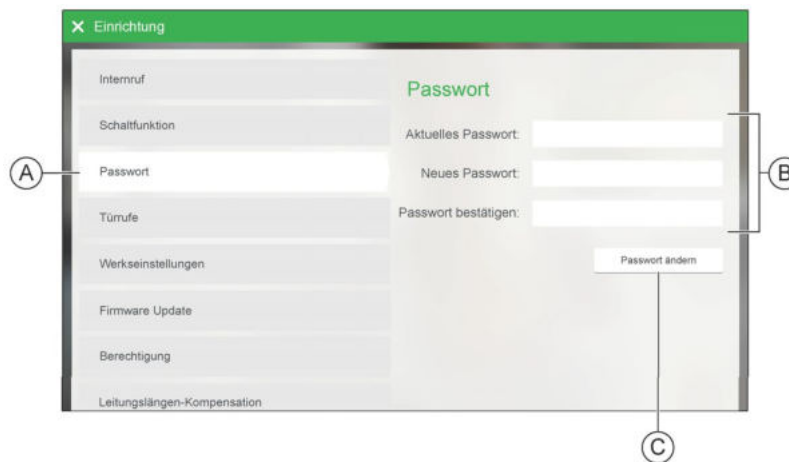 ✕ Einrichtung
Internruf
Schaltfunktion
Passwort
Türrufe
Werkseinstellungen
Firmware Update
Berechtigung
Leitungslängen-Kompensation
Passwort
Aktuelles Passwort:
Neues Passwort:
Passwort bestätigen:
Passwort ändern
A
B
C